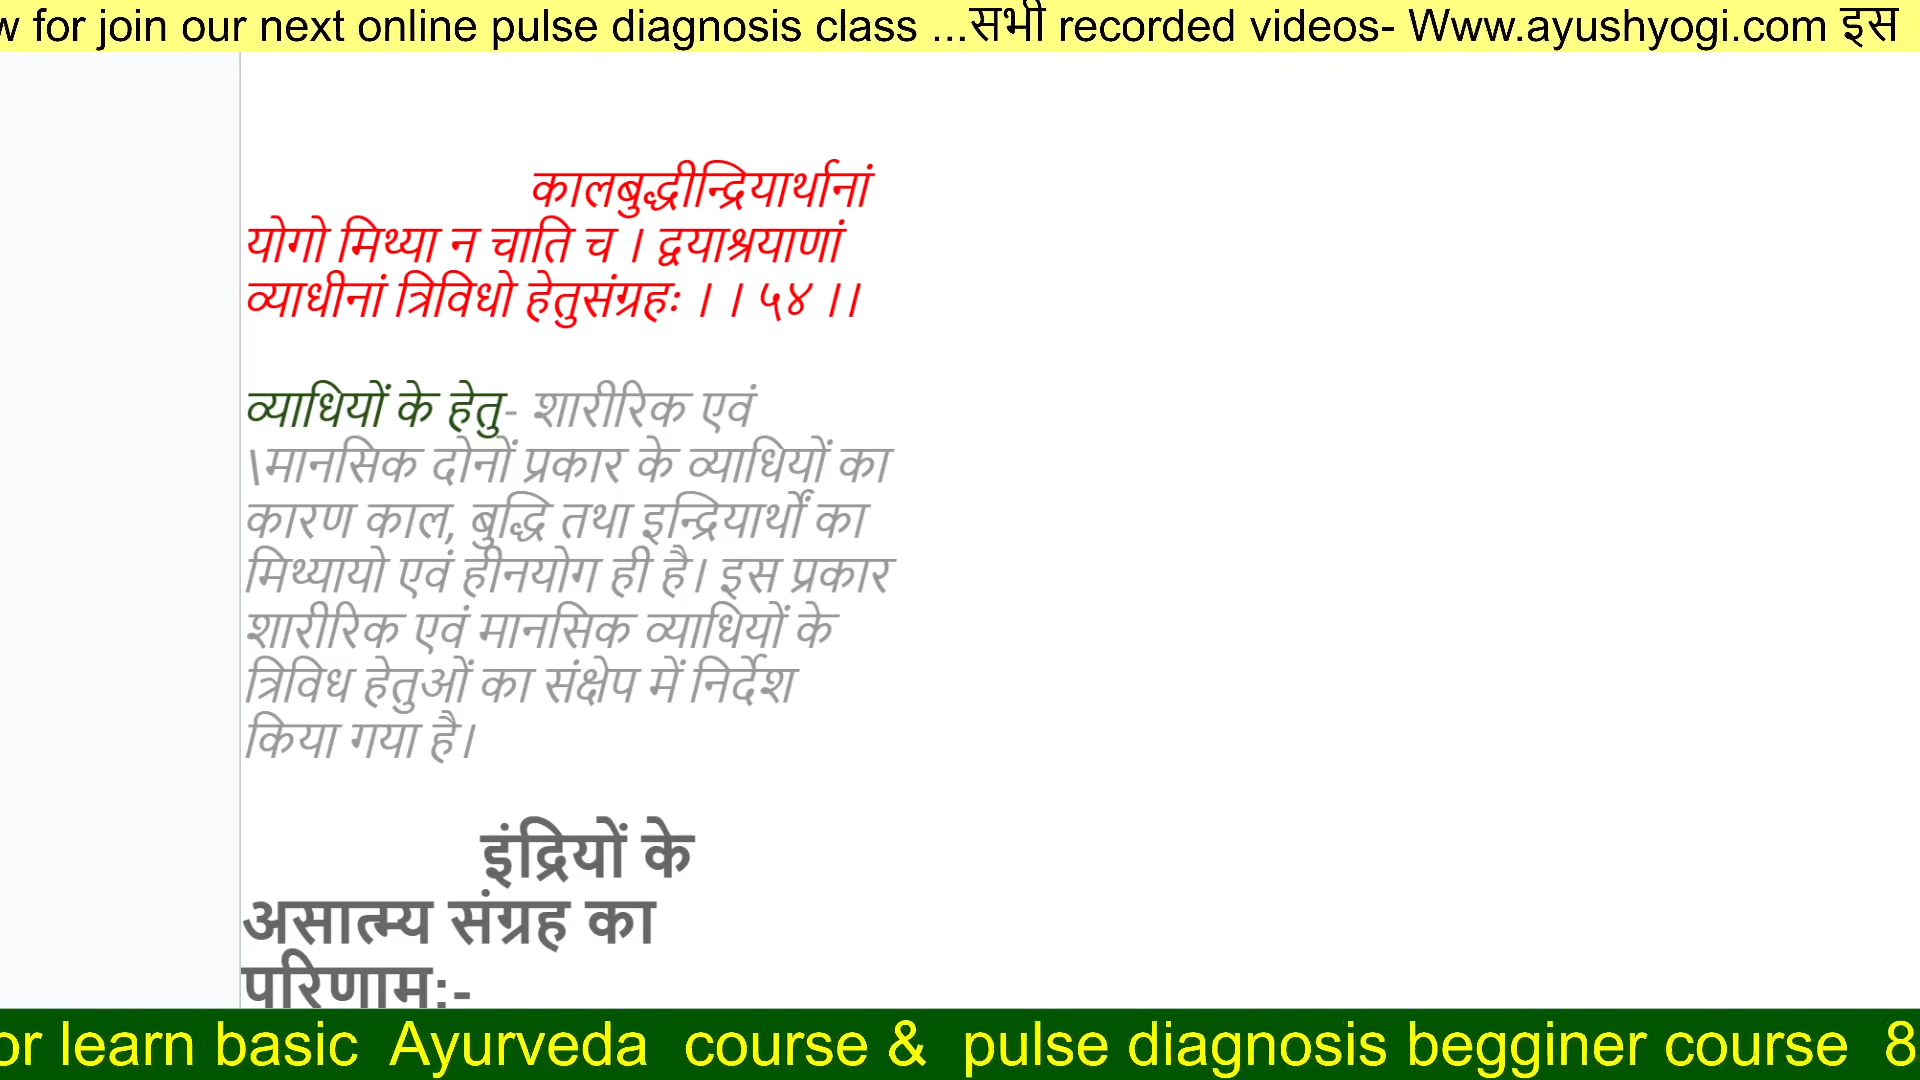 for join our next online pulse diagnosis class ...सभी recorded videos- Www.ayushyogi.com इस
कालबुद्धीन्द्रियार्थानां
योगो मिथ्या न चाति च । द्वयाश्रयाणां
व्याधीनां त्रिविधो हेतुसंग्रहः । । ५४ ।।
व्याधियों के हेतु- शारीरिक एवं
\मानसिक दोनों प्रकार के व्याधियों का
कारण काल, बुद्धि तथा इन्द्रियार्थों का
मिथ्यायो एवं हीनयोग ही है। इस प्रकार
शारीरिक एवं मानसिक व्याधियों के
त्रिविध हेतुओं का संक्षेप में निर्देश
किया गया है।
इंद्रियों के
असात्म्य संग्रह का
परिणाम:-
or learn basic Ayurveda course & pulse diagnosis begginer course 8